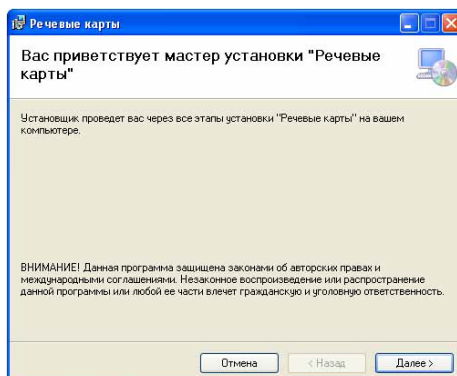 Речевые карты
Вас приветствует мастер установки "Речевые
карты"
Установщик проведет вас через все этапы установки "Речевые карты" на вашем
компьютере.
ВНИМАНИЕ! Данная программа защищена законами об авторских правах и
международными соглашениями. Незаконное воспроизведение или распространение
данной программы или любой ее части влечет гражданскую и уголовную ответственность.
Отмена
< Назад
Далее >